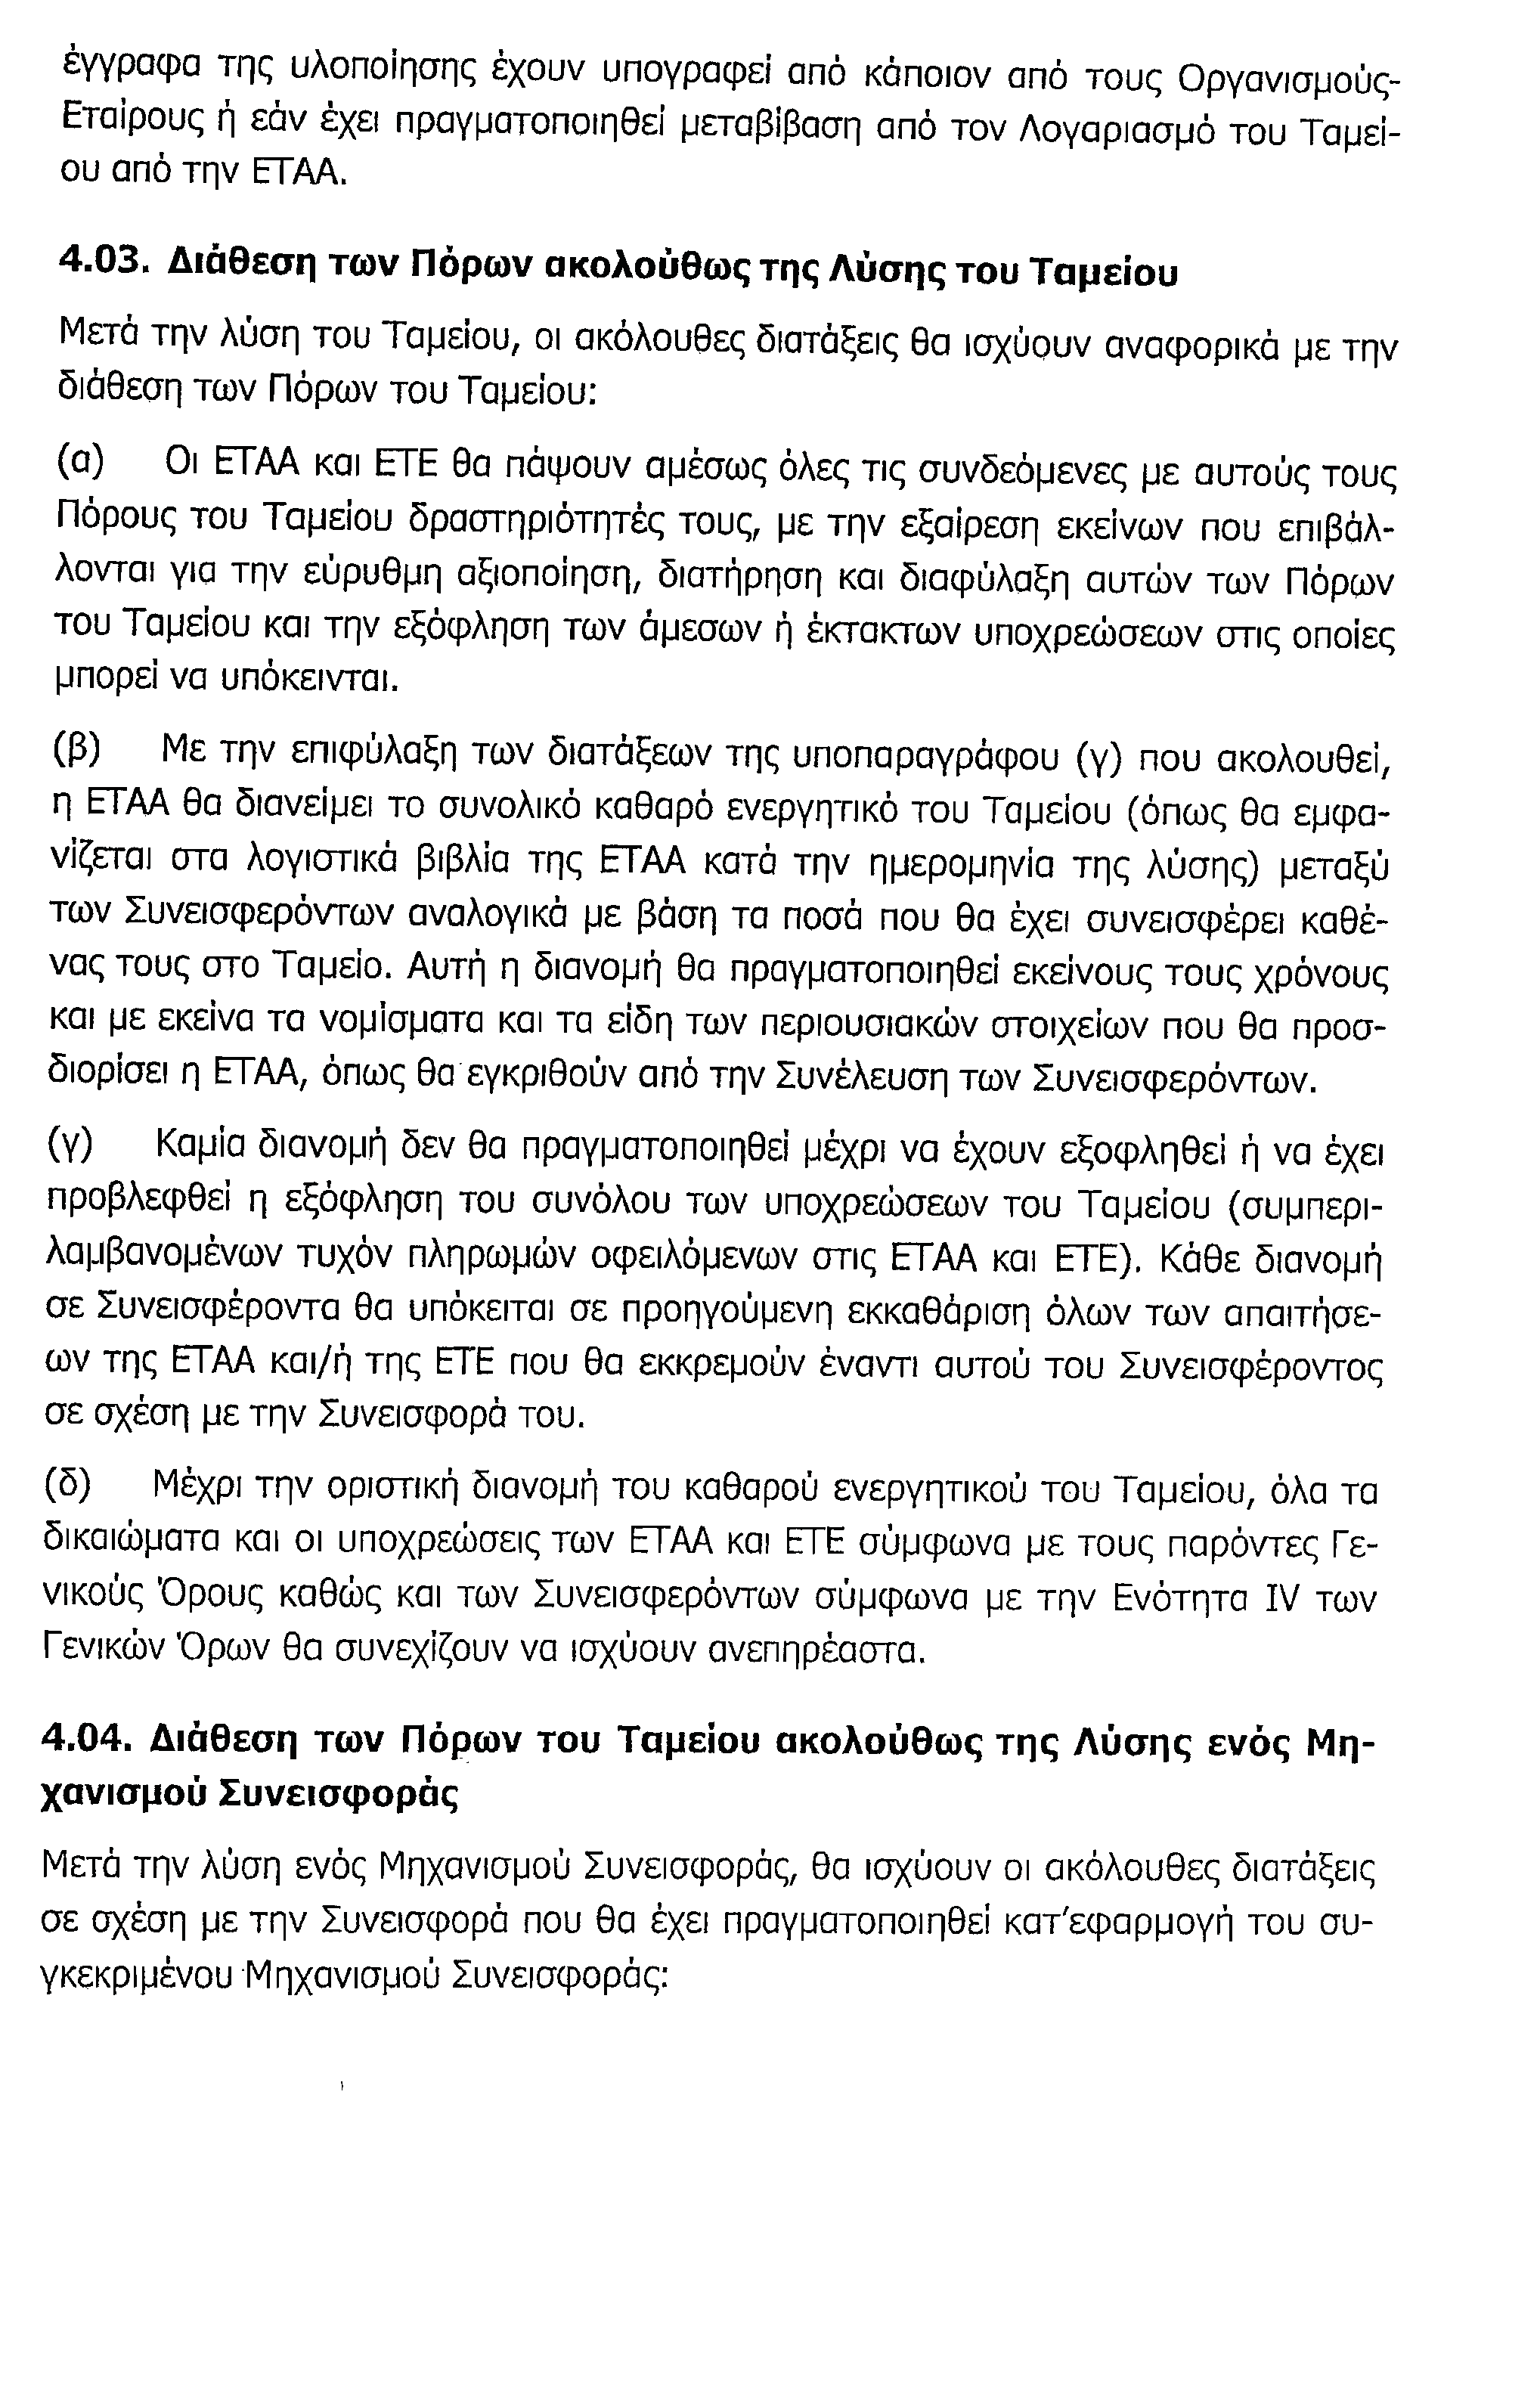 έγγραφα της υλοποίησης έχουν υπογραφεί από κάποιον από τους Οργανισμούς-
Εταίρους ή εάν έχει πραγματοποιηθεί μεταβίβαση από τον Λογαριασμό του Ταμεί-
ου από την ΕΤΑΑ.
4.03. Διάθεση των Πόρων ακολούθως της Λύσης του Ταμείου
Μετά την λύση του Ταμείου, οι ακόλουθες διατάξεις θα ισχύουν αναφορικά με την
διάθεση των Πόρων του Ταμείου:
(α) Οι ΕΤΑΑ και ΕΤΕ θα πάψουν αμέσως όλες τις συνδεόμενες με αυτούς τους
Πόρους του Ταμείου δραστηριότητές τους, με την εξαίρεση εκείνων που επιβάλ-
λονται για την εύρυθμη αξιοποίηση, διατήρηση και διαφύλαξη αυτών των Πόρων
του Ταμείου και την εξόφληση των άμεσων ή έκτακτων υποχρεώσεων στις οποίες
μπορεί να υπόκεινται.
(β) Με την επιφύλαξη των διατάξεων της υποπαραγράφου (γ) που ακολουθεί,
η ΕΤΑΑ θα διανείμει το συνολικό καθαρό ενεργητικό του Ταμείου (όπως θα εμφα-
νίζεται στα λογιστικά βιβλία της ΕΤΑΑ κατά την ημερομηνία της λύσης) μεταξύ
των Συνεισφερόντων αναλογικά με βάση τα ποσά που θα έχει συνεισφέρει καθέ-
νας τους στο Ταμείο. Αυτή η διανομή θα πραγματοποιηθεί εκείνους τους χρόνους
και με εκείνα τα νομίσματα και τα είδη των περιουσιακών στοιχείων που θα προσ-
διορίσει η ΕΤΑΑ, όπως θα εγκριθούν από την Συνέλευση των Συνεισφερόντων.
(γ) Καμία διανομή δεν θα πραγματοποιηθεί μέχρι να έχουν εξοφληθεί ή να έχει
προβλεφθεί η εξόφληση του συνόλου των υποχρεώσεων του Ταμείου (συμπερι-
λαμβανομένων τυχόν πληρωμών οφειλόμενων στις ΕΤΑΑ και ΕΤΕ). Κάθε διανομή
σε Συνεισφέροντα θα υπόκειται σε προηγούμενη εκκαθάριση όλων των απαιτήσε-
ων της ΕΤΑΑ και/ή της ΕΤΕ που θα εκκρεμούν έναντι αυτού του Συνεισφέροντος
σε σχέση με την Συνεισφορά του.
(δ) Μέχρι την οριστική διανομή του καθαρού ενεργητικού του Ταμείου, όλα τα
δικαιώματα και οι υποχρεώσεις των ΕΤΑΑ και ΕΤΕ σύμφωνα με τους παρόντες Γε-
νικούς Όρους καθώς και των Συνεισφερόντων σύμφωνα με την Ενότητα IV των
Γενικών Όρων θα συνεχίζουν να ισχύουν ανεπηρέαστα.
4.04. Διάθεση των Πόρων του Ταμείου ακολούθως της Λύσης ενός Μη-
χανισμού Συνεισφοράς
Μετά την λύση ενός Μηχανισμού Συνεισφοράς, θα ισχύουν οι ακόλουθες διατάξεις
σε σχέση με την Συνεισφορά που θα έχει πραγματοποιηθεί κατ'εφαρμογή του συ-
γκεκριμένου Μηχανισμού Συνεισφοράς: